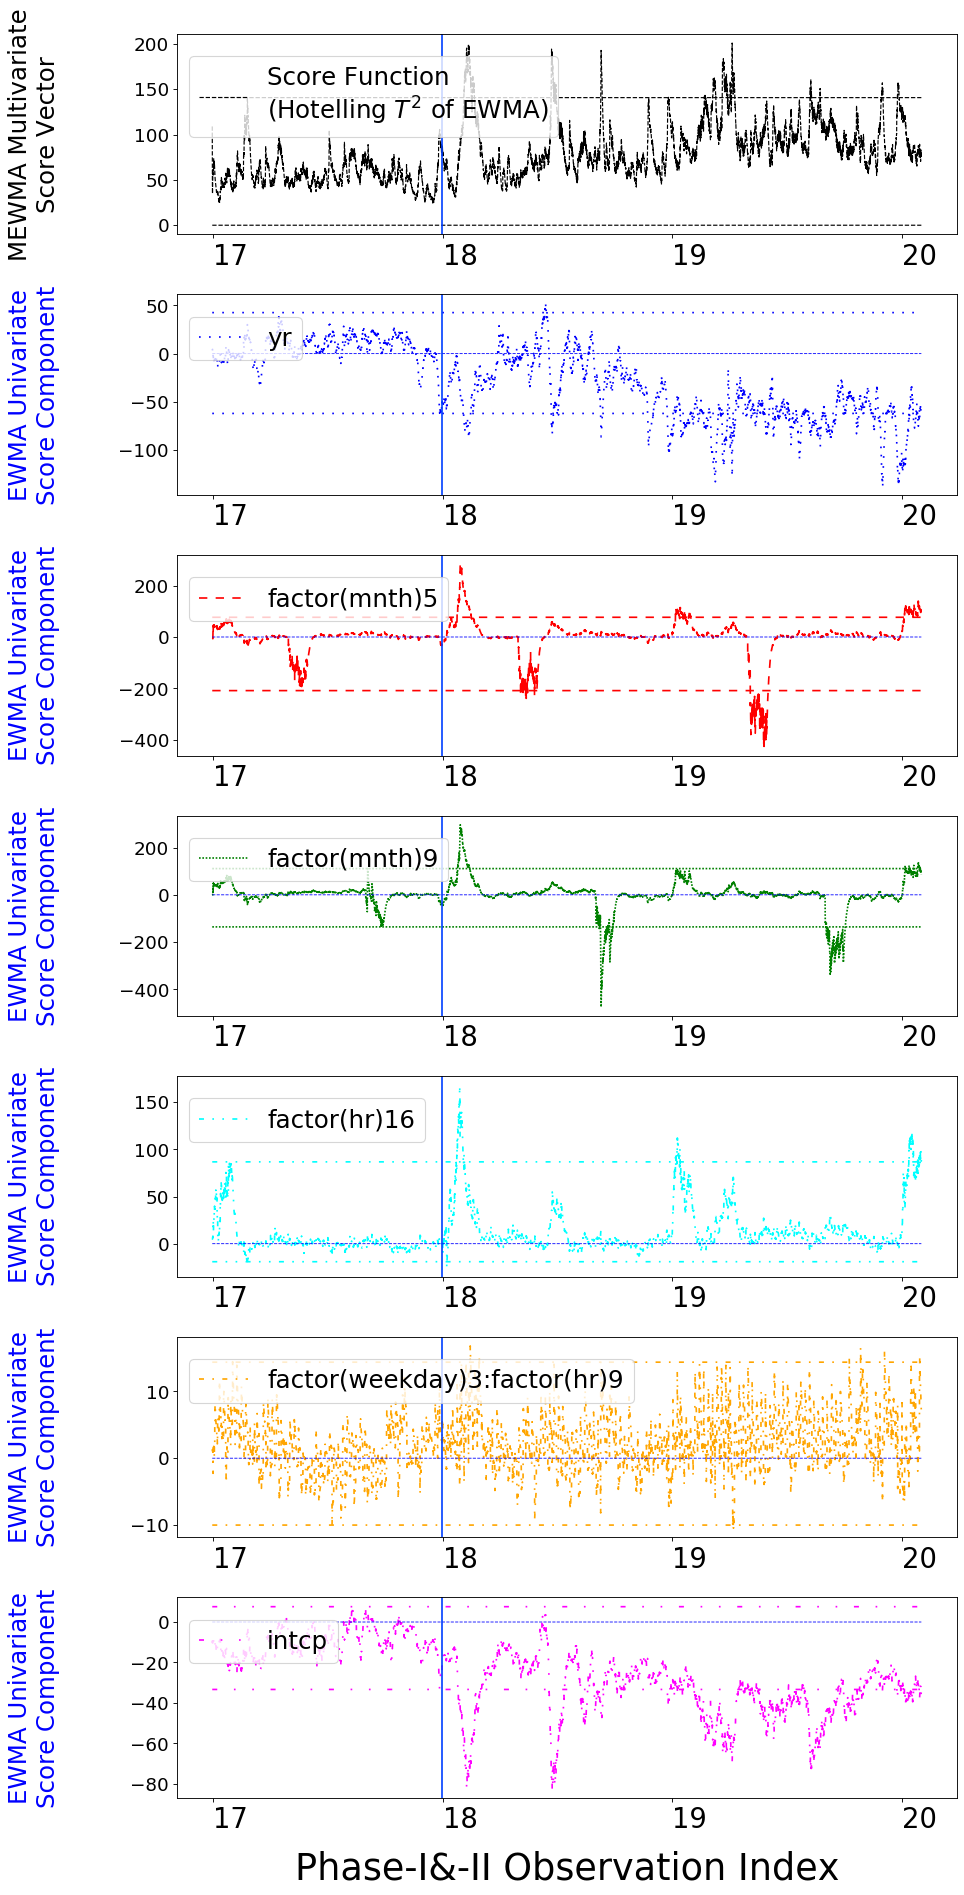 MEWMA Multivariate
Score Vector
200
150
100
50
0
Score Function
(Hotelling T² of EWMA)
17
18
19
20
EWMA Univariate
Score Component
50
0
−50
−100
yr
17
18
19
20
EWMA Univariate
Score Component
200
0
−200
−400
factor(mnth)5
17
18
19
20
EWMA Univariate
Score Component
200
0
−200
−400
factor(mnth)9
17
18
19
20
EWMA Univariate
Score Component
150
100
50
0
factor(hr)16
17
18
19
20
EWMA Univariate
Score Component
10
0
−10
factor(weekday)3:factor(hr)9
17
18
19
20
EWMA Univariate
Score Component
0
−20
−40
−60
−80
intcp
17
18
19
20
Phase-I&-II Observation Index